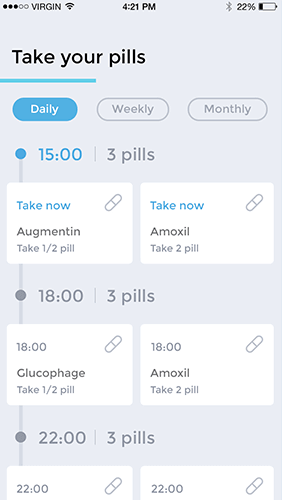 VIRGIN 4:21 PM 22%
Take your pills
Daily Weekly Monthly
15:00 3 pills
Take now Take now
Augmentin Amoxil
Take 1/2 pill Take 2 pill
18:00 3 pills
18:00 18:00
Glucophage Amoxil
Take 1/2 pill Take 2 pill
22:00 3 pills
22:00 22:00